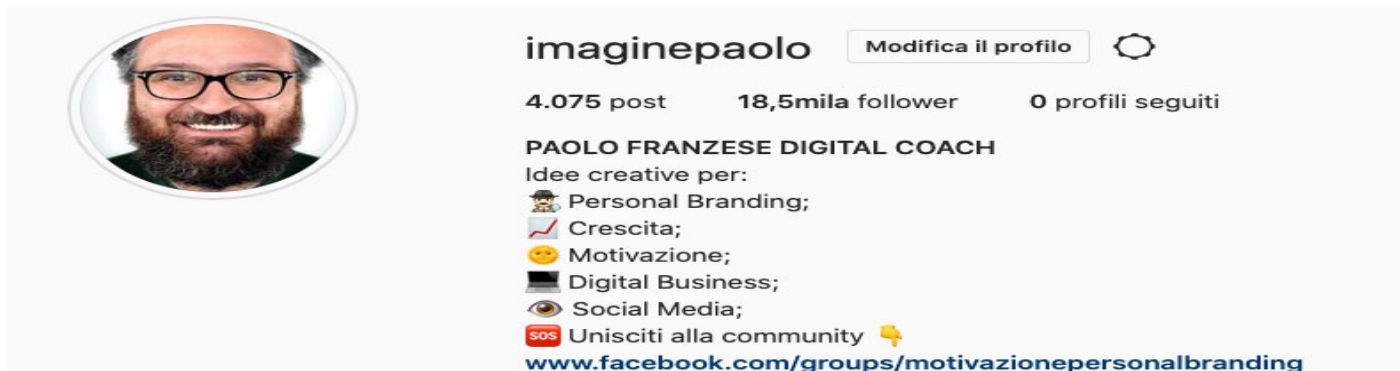 imaginepaolo Modifica il profilo
4.075 post 18,5mila follower 0 profili seguiti
PAOLO FRANZESE DIGITAL COACH
Idee creative per:
🕵🏻‍♂️ Personal Branding;
📈 Crescita;
🌞 Motivazione;
💻 Digital Business;
👁️ Social Media;
🆘 Unisciti alla community 👇
www.facebook.com/groups/motivazionepersonalbranding